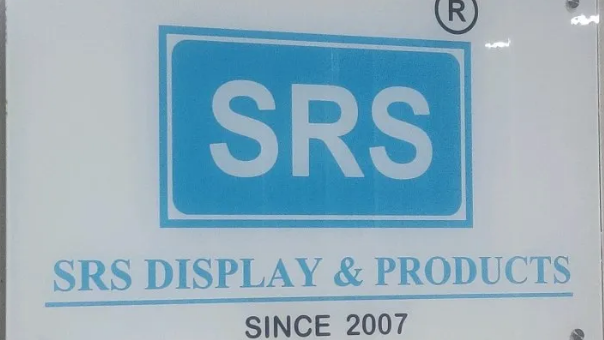 ®
SRS
SRS DISPLAY & PRODUCTS
SINCE 2007